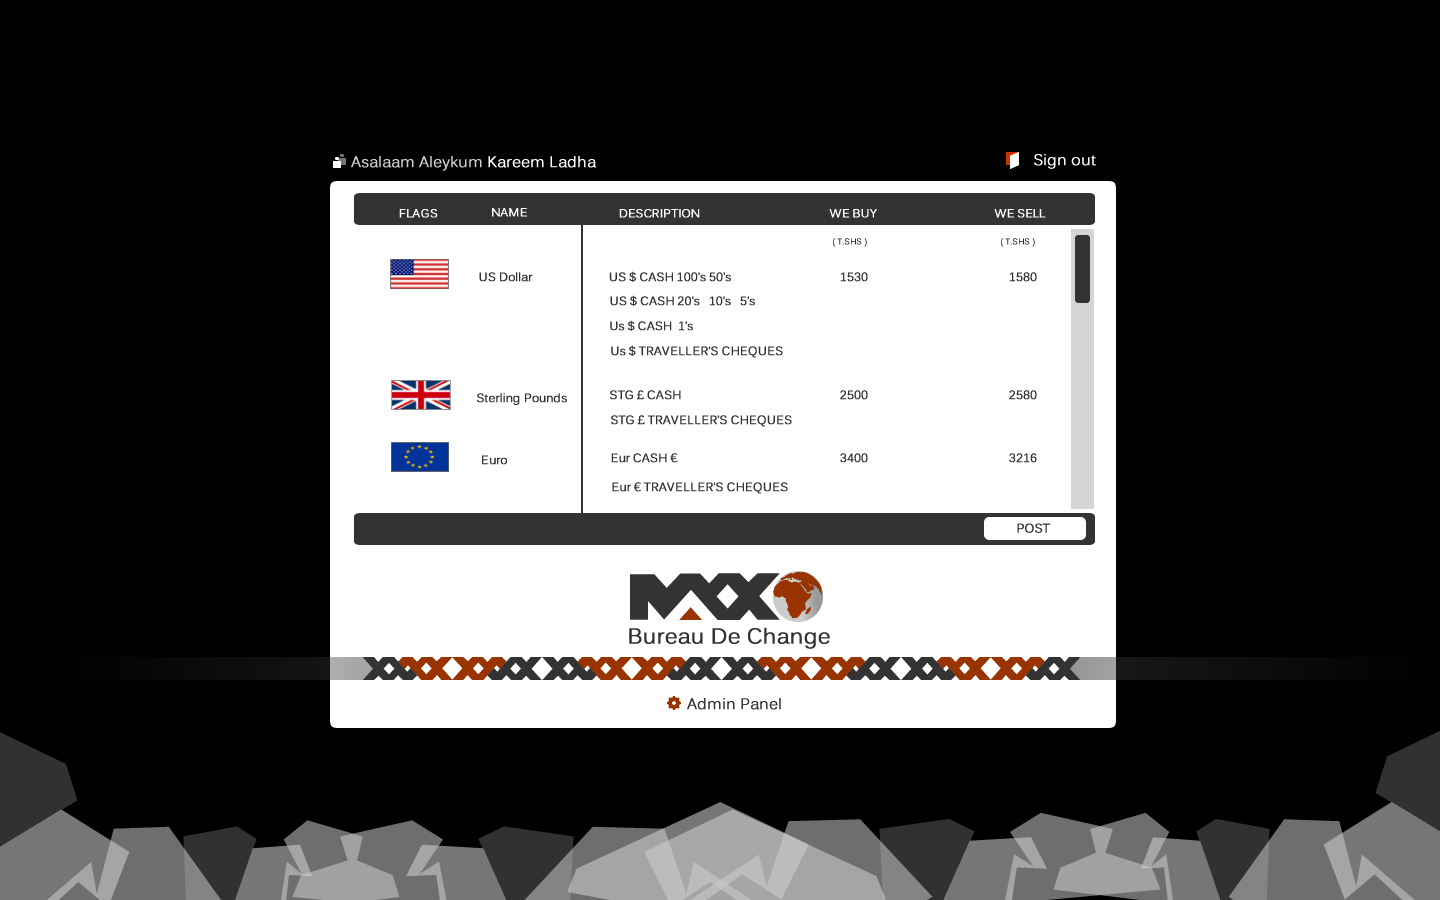 Asalaam Aleykum Kareem Ladha
Sign out
FLAGS NAME DESCRIPTION WE BUY WE SELL
( T.SHS ) ( T.SHS )
US Dollar US $ CASH 100's 50's 1530 1580
US $ CASH 20's 10's 5's
Us $ CASH 1's
Us $ TRAVELLER'S CHEQUES
Sterling Pounds STG £ CASH 2500 2580
STG £ TRAVELLER'S CHEQUES
Euro Eur CASH € 3400 3216
Eur € TRAVELLER'S CHEQUES
POST
MAXX
Bureau De Change
Admin Panel